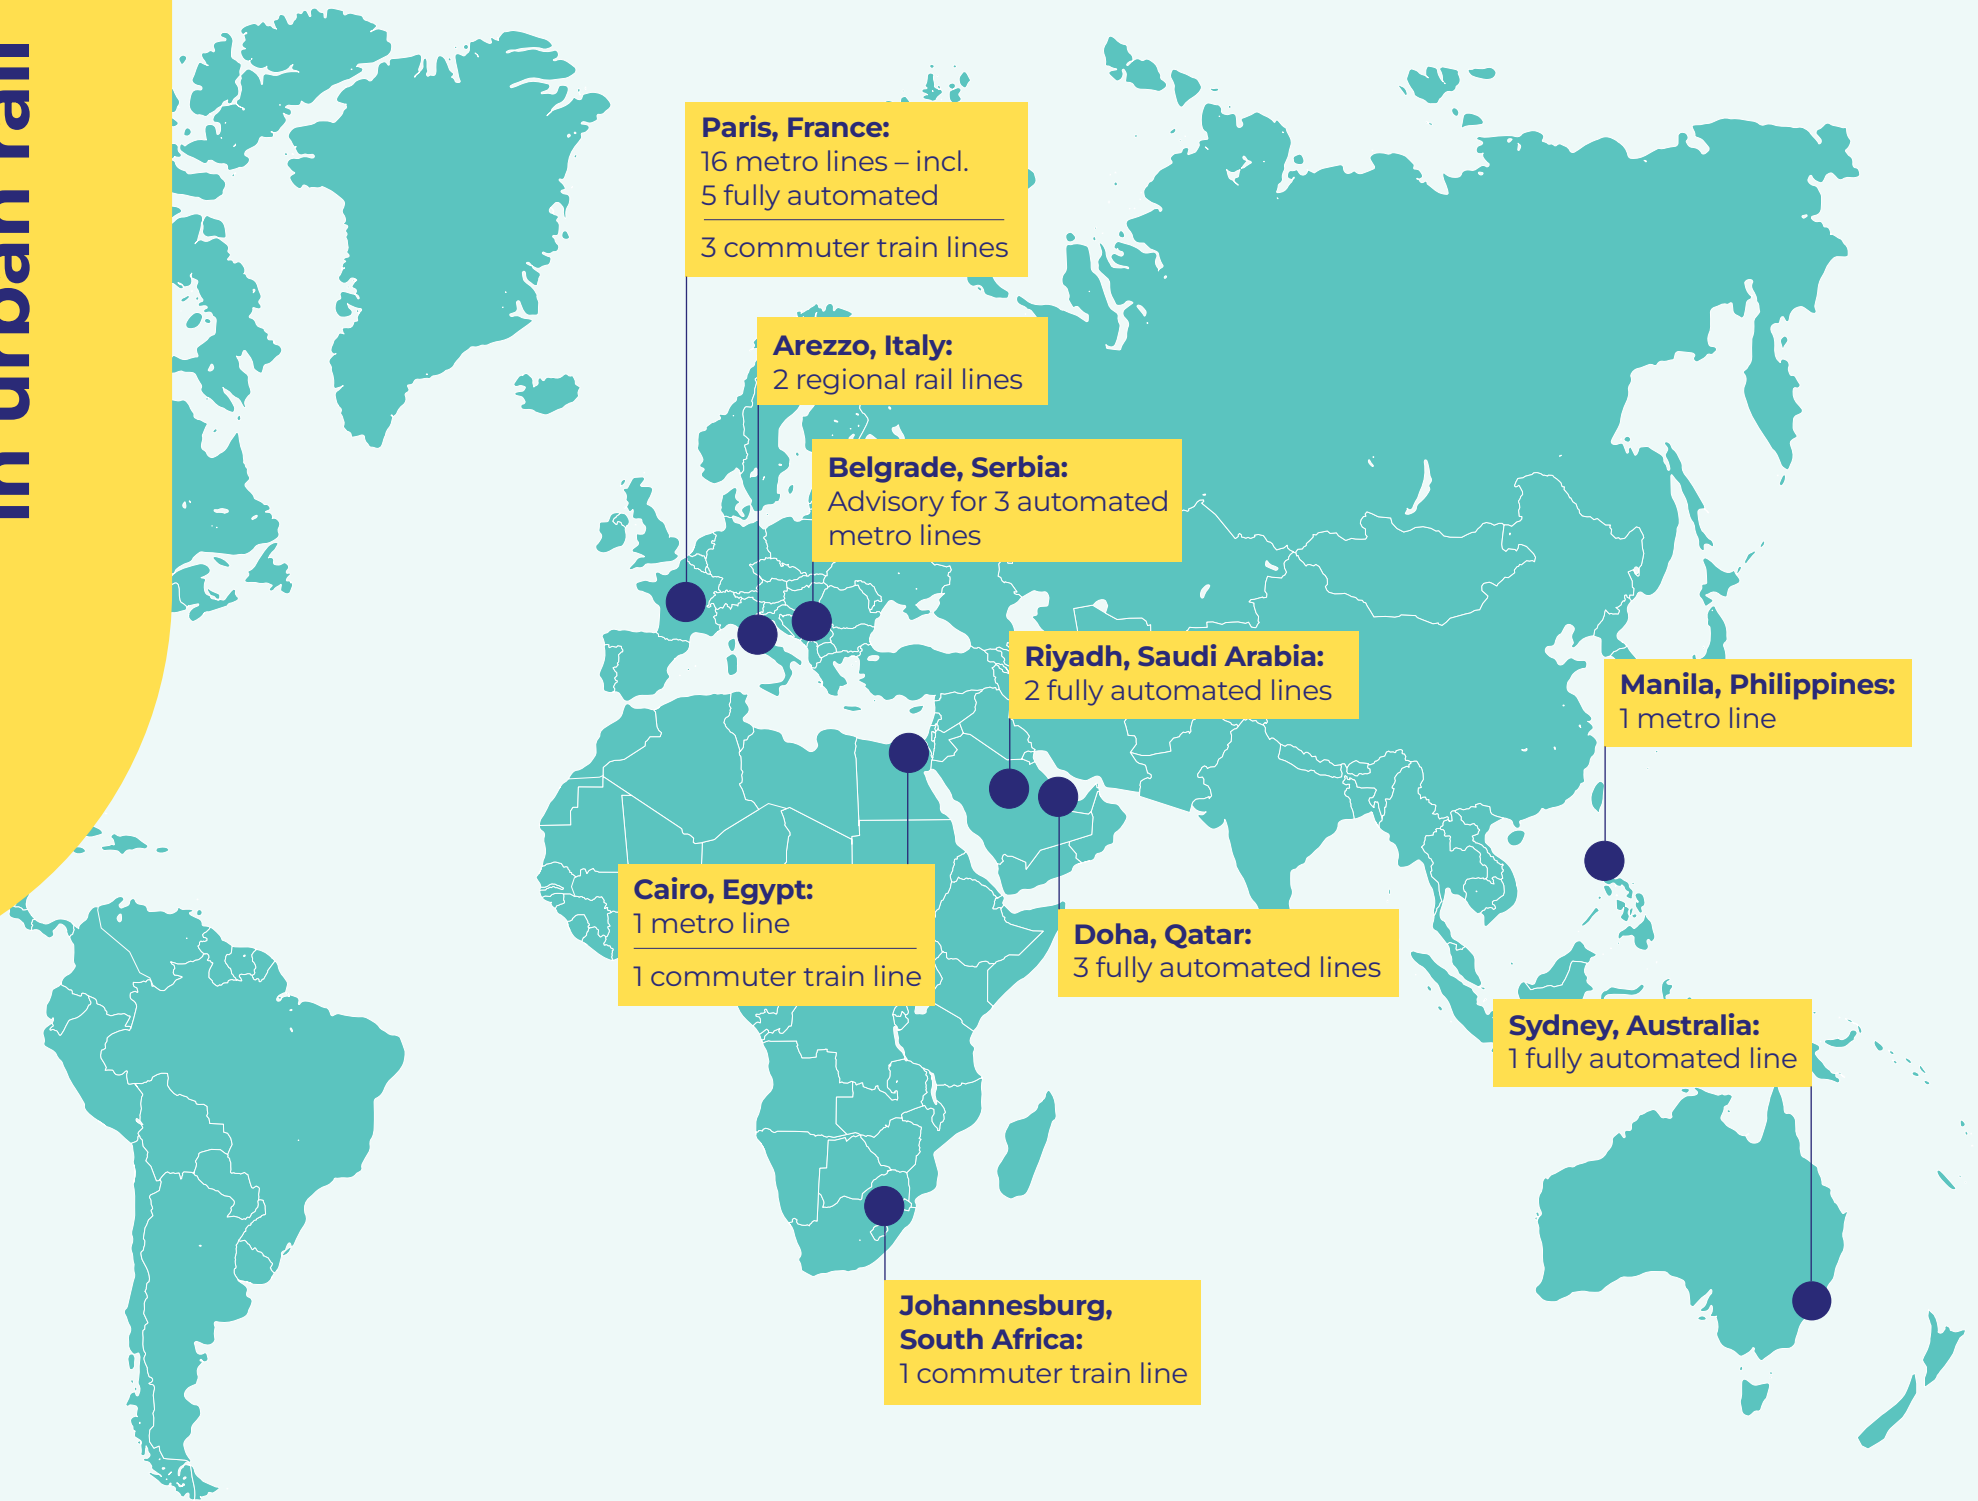 in urban rail
Paris, France:
16 metro lines – incl.
5 fully automated
3 commuter train lines
Arezzo, Italy:
2 regional rail lines
Belgrade, Serbia:
Advisory for 3 automated
metro lines
Riyadh, Saudi Arabia:
2 fully automated lines
Manila, Philippines:
1 metro line
Cairo, Egypt:
1 metro line
1 commuter train line
Doha, Qatar:
3 fully automated lines
Sydney, Australia:
1 fully automated line
Johannesburg,
South Africa:
1 commuter train line